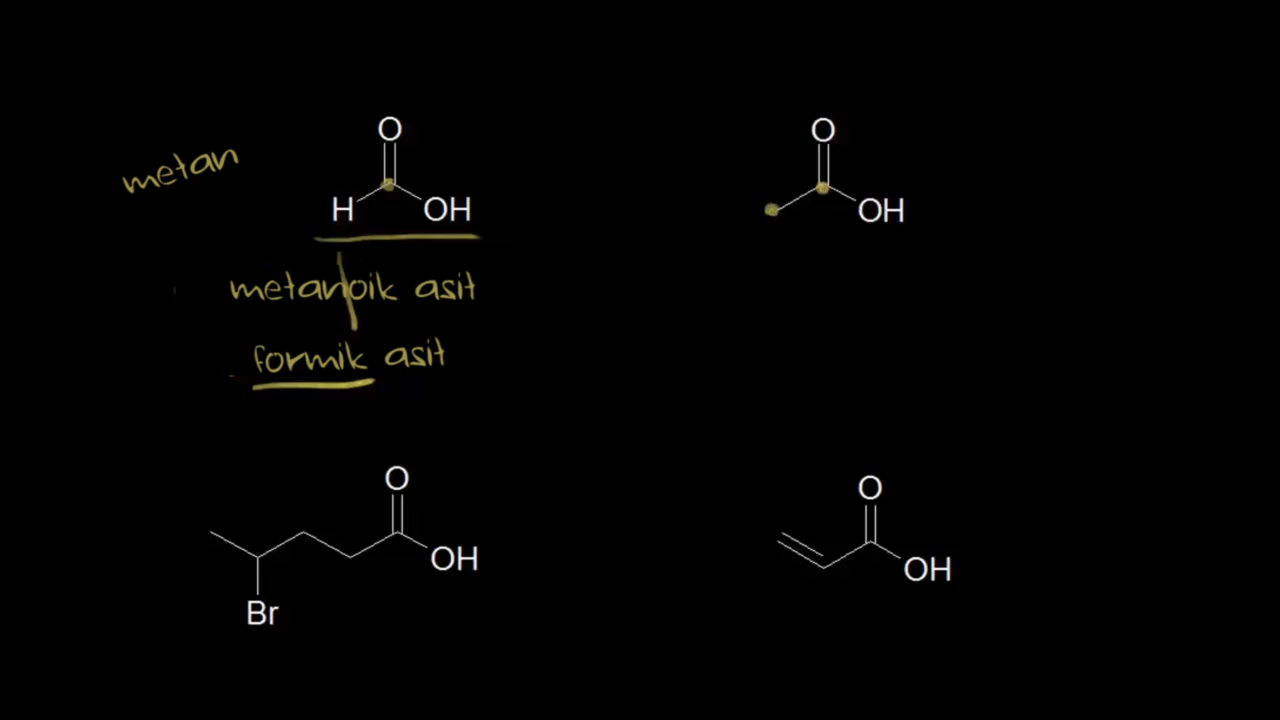 O
H
OH
metan
metanoik asit
formik asit
O
OH
O
OH
Br
O
OH